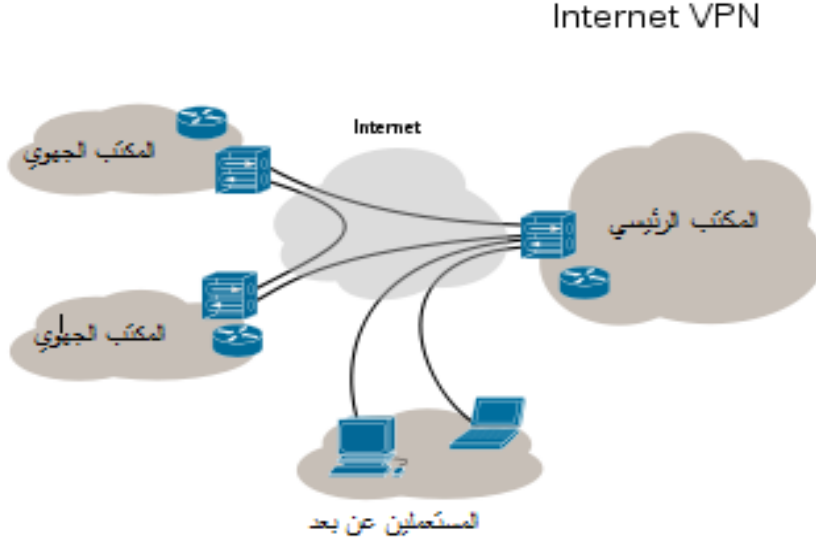 Internet VPN
Internet
المكتب الجهوي
المكتب الرئيسي
المكتب الجهوي
المستعملين عن بعد